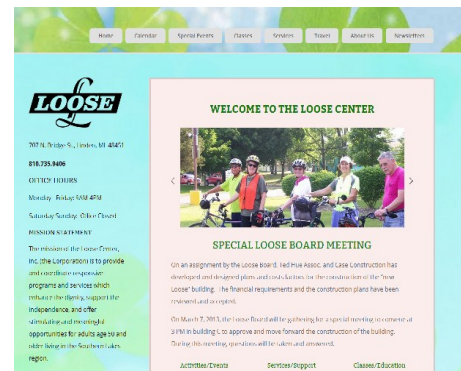 Home Calendar Special Events Classes Services Travel About Us Newsletters
LOOSE
707 N. Bridge St., Linden, MI 48451
810.735.9406
OFFICE HOURS
Monday - Friday: 9AM-4PM
Saturday-Sunday: Office Closed
MISSION STATEMENT
The mission of the Loose Center,
Inc. (the Corporation) is to provide
and coordinate responsive
programs and services which
enhance the dignity, support the
independence, and offer
stimulating and meaningful
opportunities for adults age 50 and
older living in the Southern Lakes
region.
WELCOME TO THE LOOSE CENTER
SPECIAL LOOSE BOARD MEETING
On an assignment by the Loose Board, Ted Hue Assoc. and Case Construction has
developed and designed plans and costs factors for the construction of the "new
Loose" building. The financial requirements and the construction plans have been
reviewed and accepted.
On March 7, 2013, the Loose Board will be gathering for a special meeting to convene at
3 PM in building C to approve and move forward the construction of the building.
During this meeting, questions will be taken and answered.
Activities/Events Services/Support Classes/Education